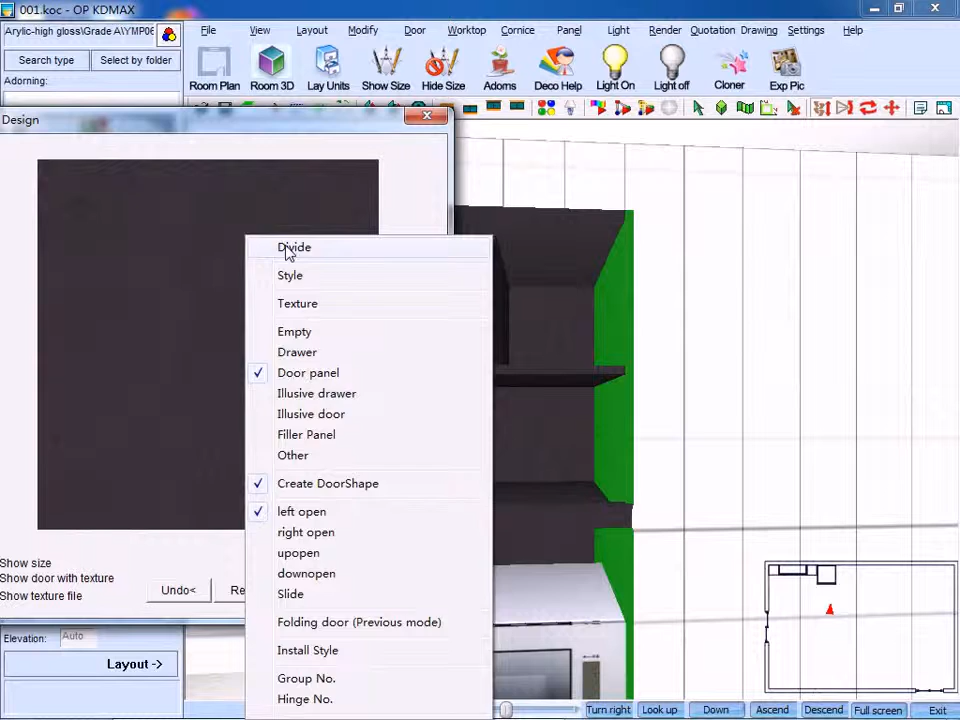 001.koc - OP KDMAX
Arylic-high gloss\Grade A\YMP06
Search type
Select by folder
Adorning:
File
View
Layout
Modify
Door
Worktop
Cornice
Panel
Light
Render
Quotation
Drawing
Settings
Help
Room Plan
Room 3D
Lay Units
Show Size
Hide Size
Adorns
Deco Help
Light On
Light off
Cloner
Exp Pic
Design
Divide
Style
Texture
Empty
Drawer
Door panel
Illusive drawer
Illusive door
Filler Panel
Other
Create DoorShape
left open
right open
upopen
downopen
Slide
Folding door (Previous mode)
Install Style
Group No.
Hinge No.
Show size
Show door with texture
Show texture file
Undo<
Re
Elevation:
Auto
Layout ->
Turn right
Look up
Down
Ascend
Descend
Full screen
Exit